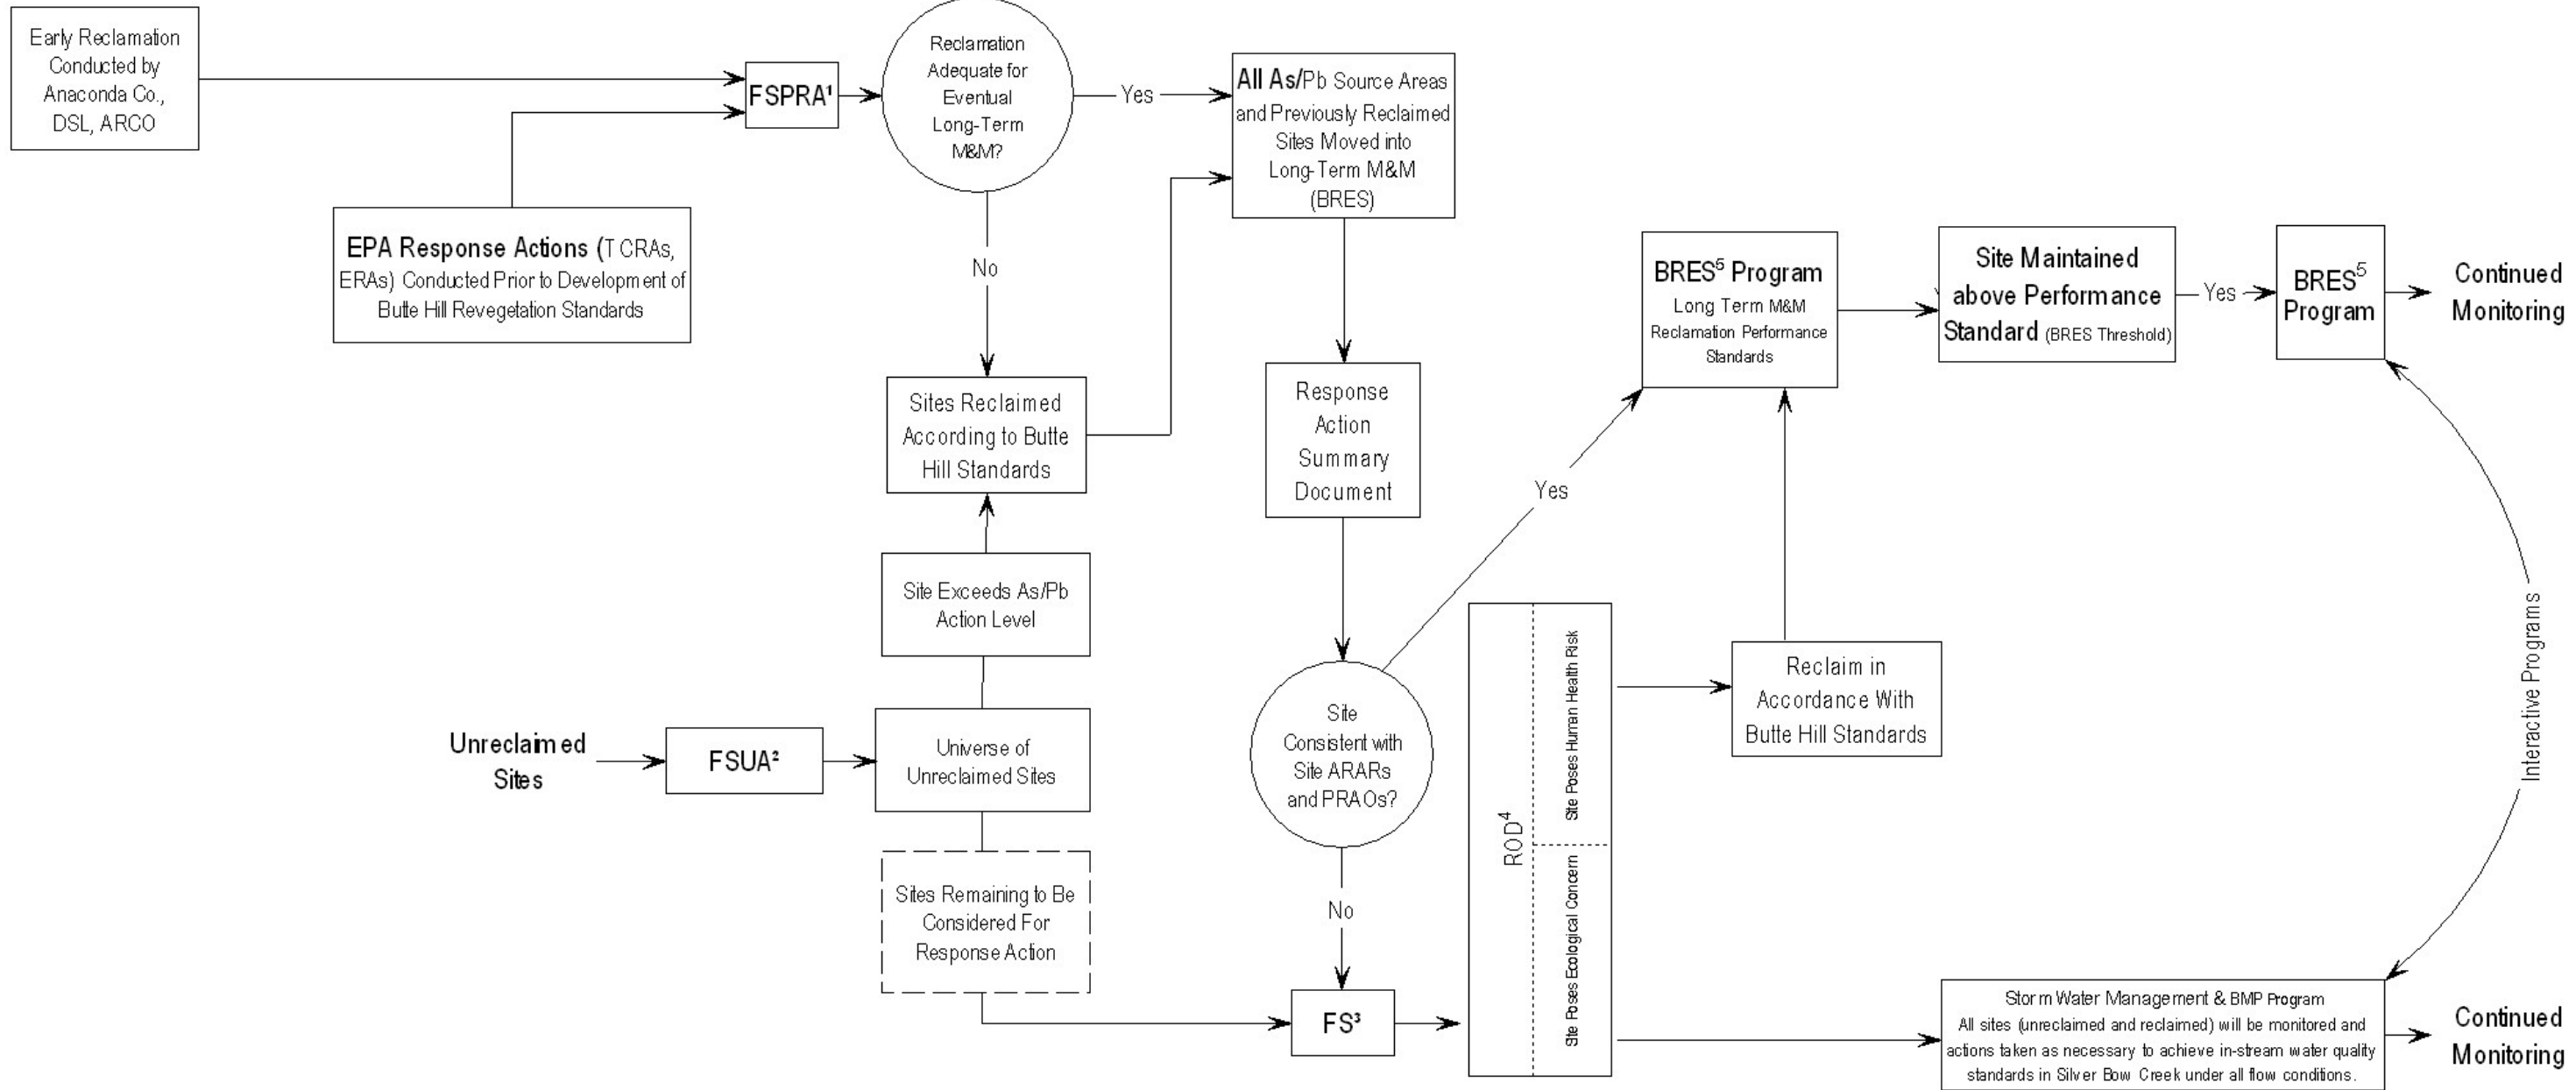 Early Reclamation
Conducted by
Anaconda Co.,
DSL, ARCO
EPA Response Actions (T CRAs,
ERAs) Conducted Prior to Development of
Butte Hill Revegetation Standards
FSPRA¹
Reclamation
Adequate for
Eventual
Long-Term
M&M?
Yes
No
All As/Pb Source Areas
and Previously Reclaimed
Sites Moved into
Long-Term M&M
(BRES)
Sites Reclaimed
According to Butte
Hill Standards
Site Exceeds As/Pb
Action Level
Unreclaimed
Sites
FSUA²
Universe of
Unreclaimed Sites
Sites Remaining to Be
Considered For
Response Action
Response
Action
Summary
Document
Site
Consistent with
Site ARARs
and PRAOs?
Yes
No
FS³
ROD⁴
Site Poses Human Health Risk
Site Poses Ecological Concern
Reclaim in
Accordance With
Butte Hill Standards
BRES⁵ Program
Long Term M&M
Reclamation Performance
Standards
Site Maintained
above Performance
Standard (BRES Threshold)
Yes
BRES⁵
Program
Continued
Monitoring
Interactive Programs
Storm Water Management & BMP Program
All sites (unreclaimed and reclaimed) will be monitored and
actions taken as necessary to achieve in-stream water quality
standards in Silver Bow Creek under all flow conditions.
Continued
Monitoring